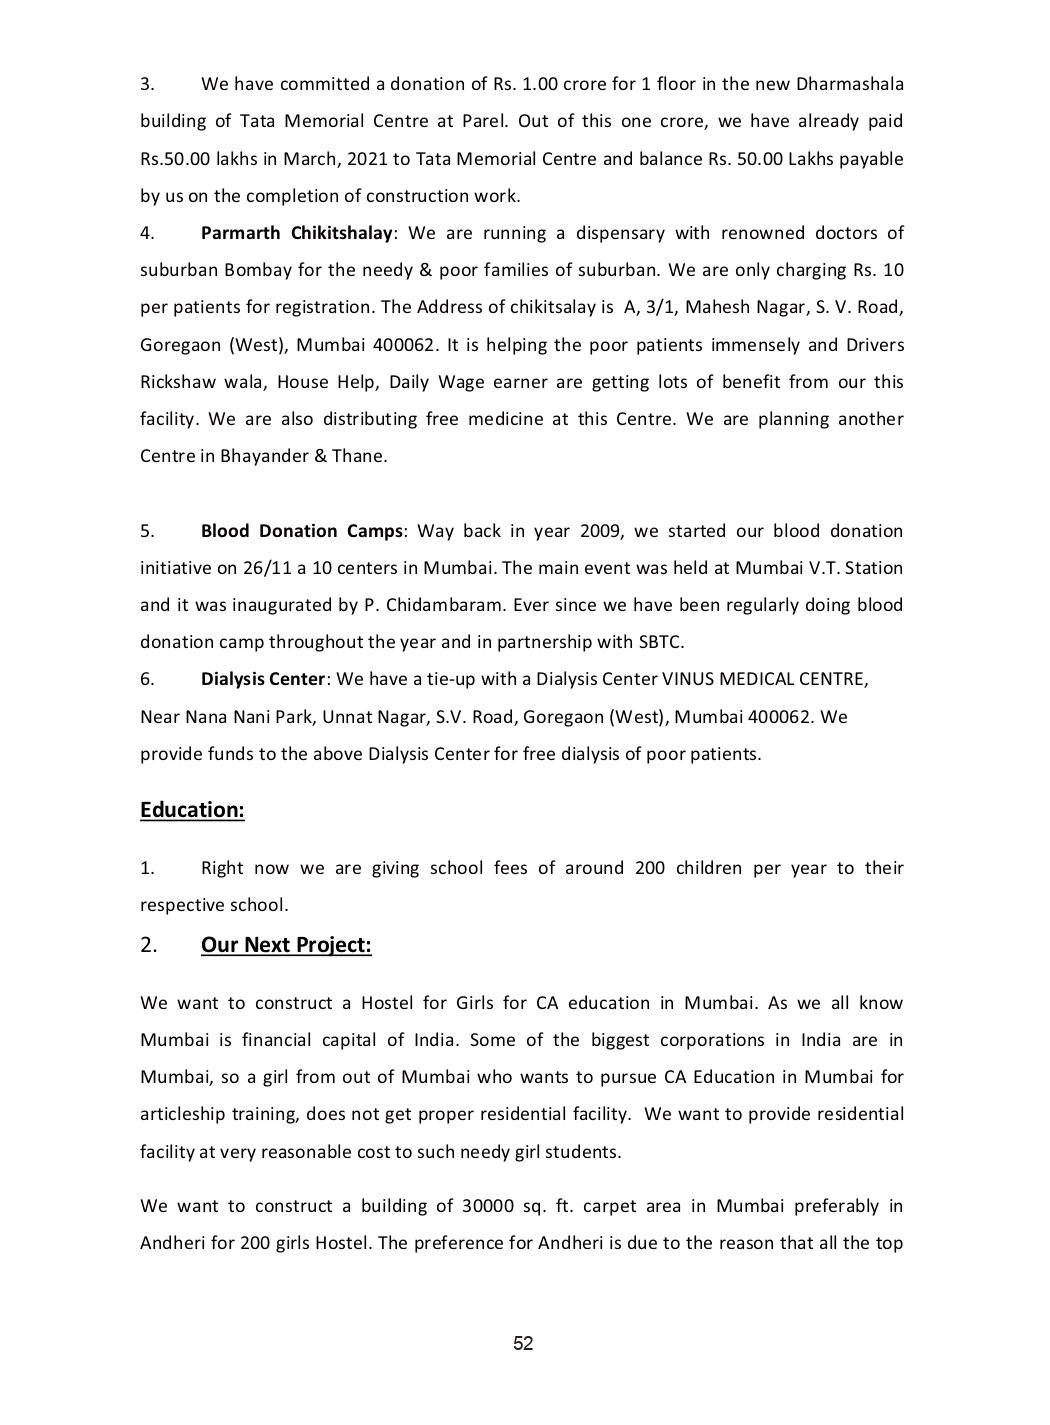 3. We have committed a donation of Rs. 1.00 crore for 1 floor in the new Dharmashala
building of Tata Memorial Centre at Parel. Out of this one crore, we have already paid
Rs.50.00 lakhs in March, 2021 to Tata Memorial Centre and balance Rs. 50.00 Lakhs payable
by us on the completion of construction work.
4. Parmarth Chikitshalay: We are running a dispensary with renowned doctors of
suburban Bombay for the needy & poor families of suburban. We are only charging Rs. 10
per patients for registration. The Address of chikitsalay is A, 3/1, Mahesh Nagar, S. V. Road,
Goregaon (West), Mumbai 400062. It is helping the poor patients immensely and Drivers
Rickshaw wala, House Help, Daily Wage earner are getting lots of benefit from our this
facility. We are also distributing free medicine at this Centre. We are planning another
Centre in Bhayander & Thane.
5. Blood Donation Camps: Way back in year 2009, we started our blood donation
initiative on 26/11 a 10 centers in Mumbai. The main event was held at Mumbai V.T. Station
and it was inaugurated by P. Chidambaram. Ever since we have been regularly doing blood
donation camp throughout the year and in partnership with SBTC.
6. Dialysis Center: We have a tie-up with a Dialysis Center VINUS MEDICAL CENTRE,
Near Nana Nani Park, Unnat Nagar, S.V. Road, Goregaon (West), Mumbai 400062. We
provide funds to the above Dialysis Center for free dialysis of poor patients.
Education:
1. Right now we are giving school fees of around 200 children per year to their
respective school.
2. Our Next Project:
We want to construct a Hostel for Girls for CA education in Mumbai. As we all know
Mumbai is financial capital of India. Some of the biggest corporations in India are in
Mumbai, so a girl from out of Mumbai who wants to pursue CA Education in Mumbai for
articleship training, does not get proper residential facility. We want to provide residential
facility at very reasonable cost to such needy girl students.
We want to construct a building of 30000 sq. ft. carpet area in Mumbai preferably in
Andheri for 200 girls Hostel. The preference for Andheri is due to the reason that all the top
52